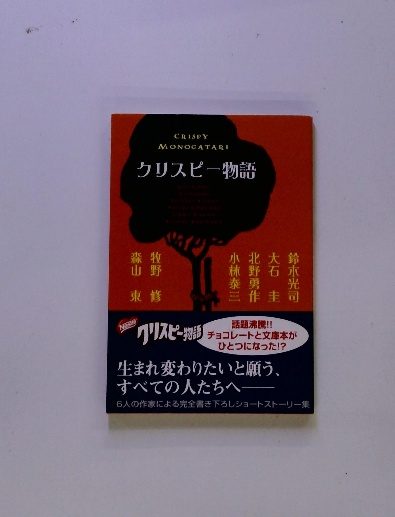 CRISPY
MONOGATARI
クリスピー物語
鈴木光司
大石圭
北野勇作
小林泰三
牧野修
森山東
Nestlé
クリスピー物語
話題沸騰!!
チョコレートと文庫本が
ひとつになった!?
生まれ変わりたいと願う、
すべての人たちへ――
6人の作家による完全書き下ろしショートストーリー集